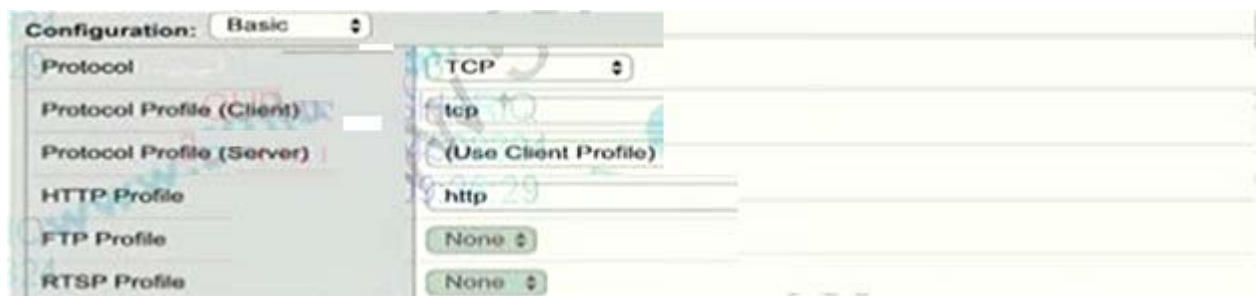 Configuration: Basic
Protocol TCP
Protocol Profile (Client) tcp
Protocol Profile (Server) (Use Client Profile)
HTTP Profile http
FTP Profile None
RTSP Profile None